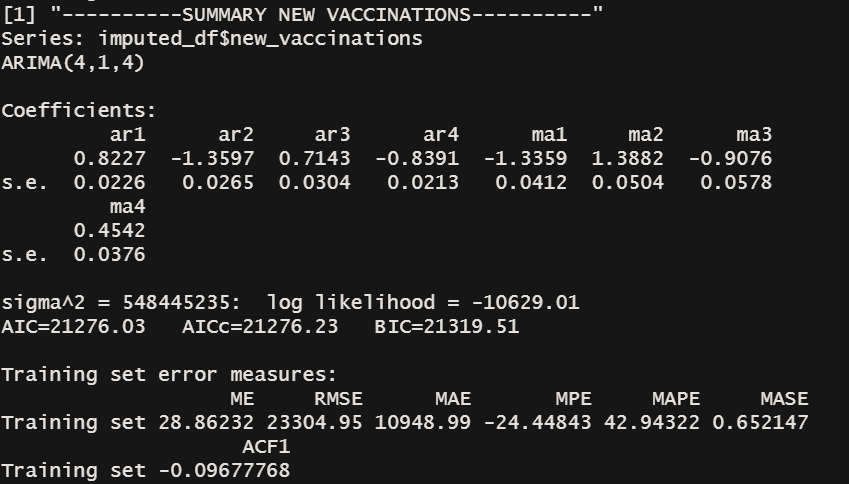 [1] "----------SUMMARY NEW VACCINATIONS----------"
Series: imputed_df$new_vaccinations
ARIMA(4,1,4)
Coefficients:
ar1 ar2 ar3 ar4 ma1 ma2 ma3
0.8227 -1.3597 0.7143 -0.8391 -1.3359 1.3882 -0.9076
s.e. 0.0226 0.0265 0.0304 0.0213 0.0412 0.0504 0.0578
ma4
0.4542
s.e. 0.0376
sigma^2 = 548445235: log likelihood = -10629.01
AIC=21276.03 AICc=21276.23 BIC=21319.51
Training set error measures:
ME RMSE MAE MPE MAPE MASE
Training set 28.86232 23304.95 10948.99 -24.44843 42.94322 0.652147
ACF1
Training set -0.09677768